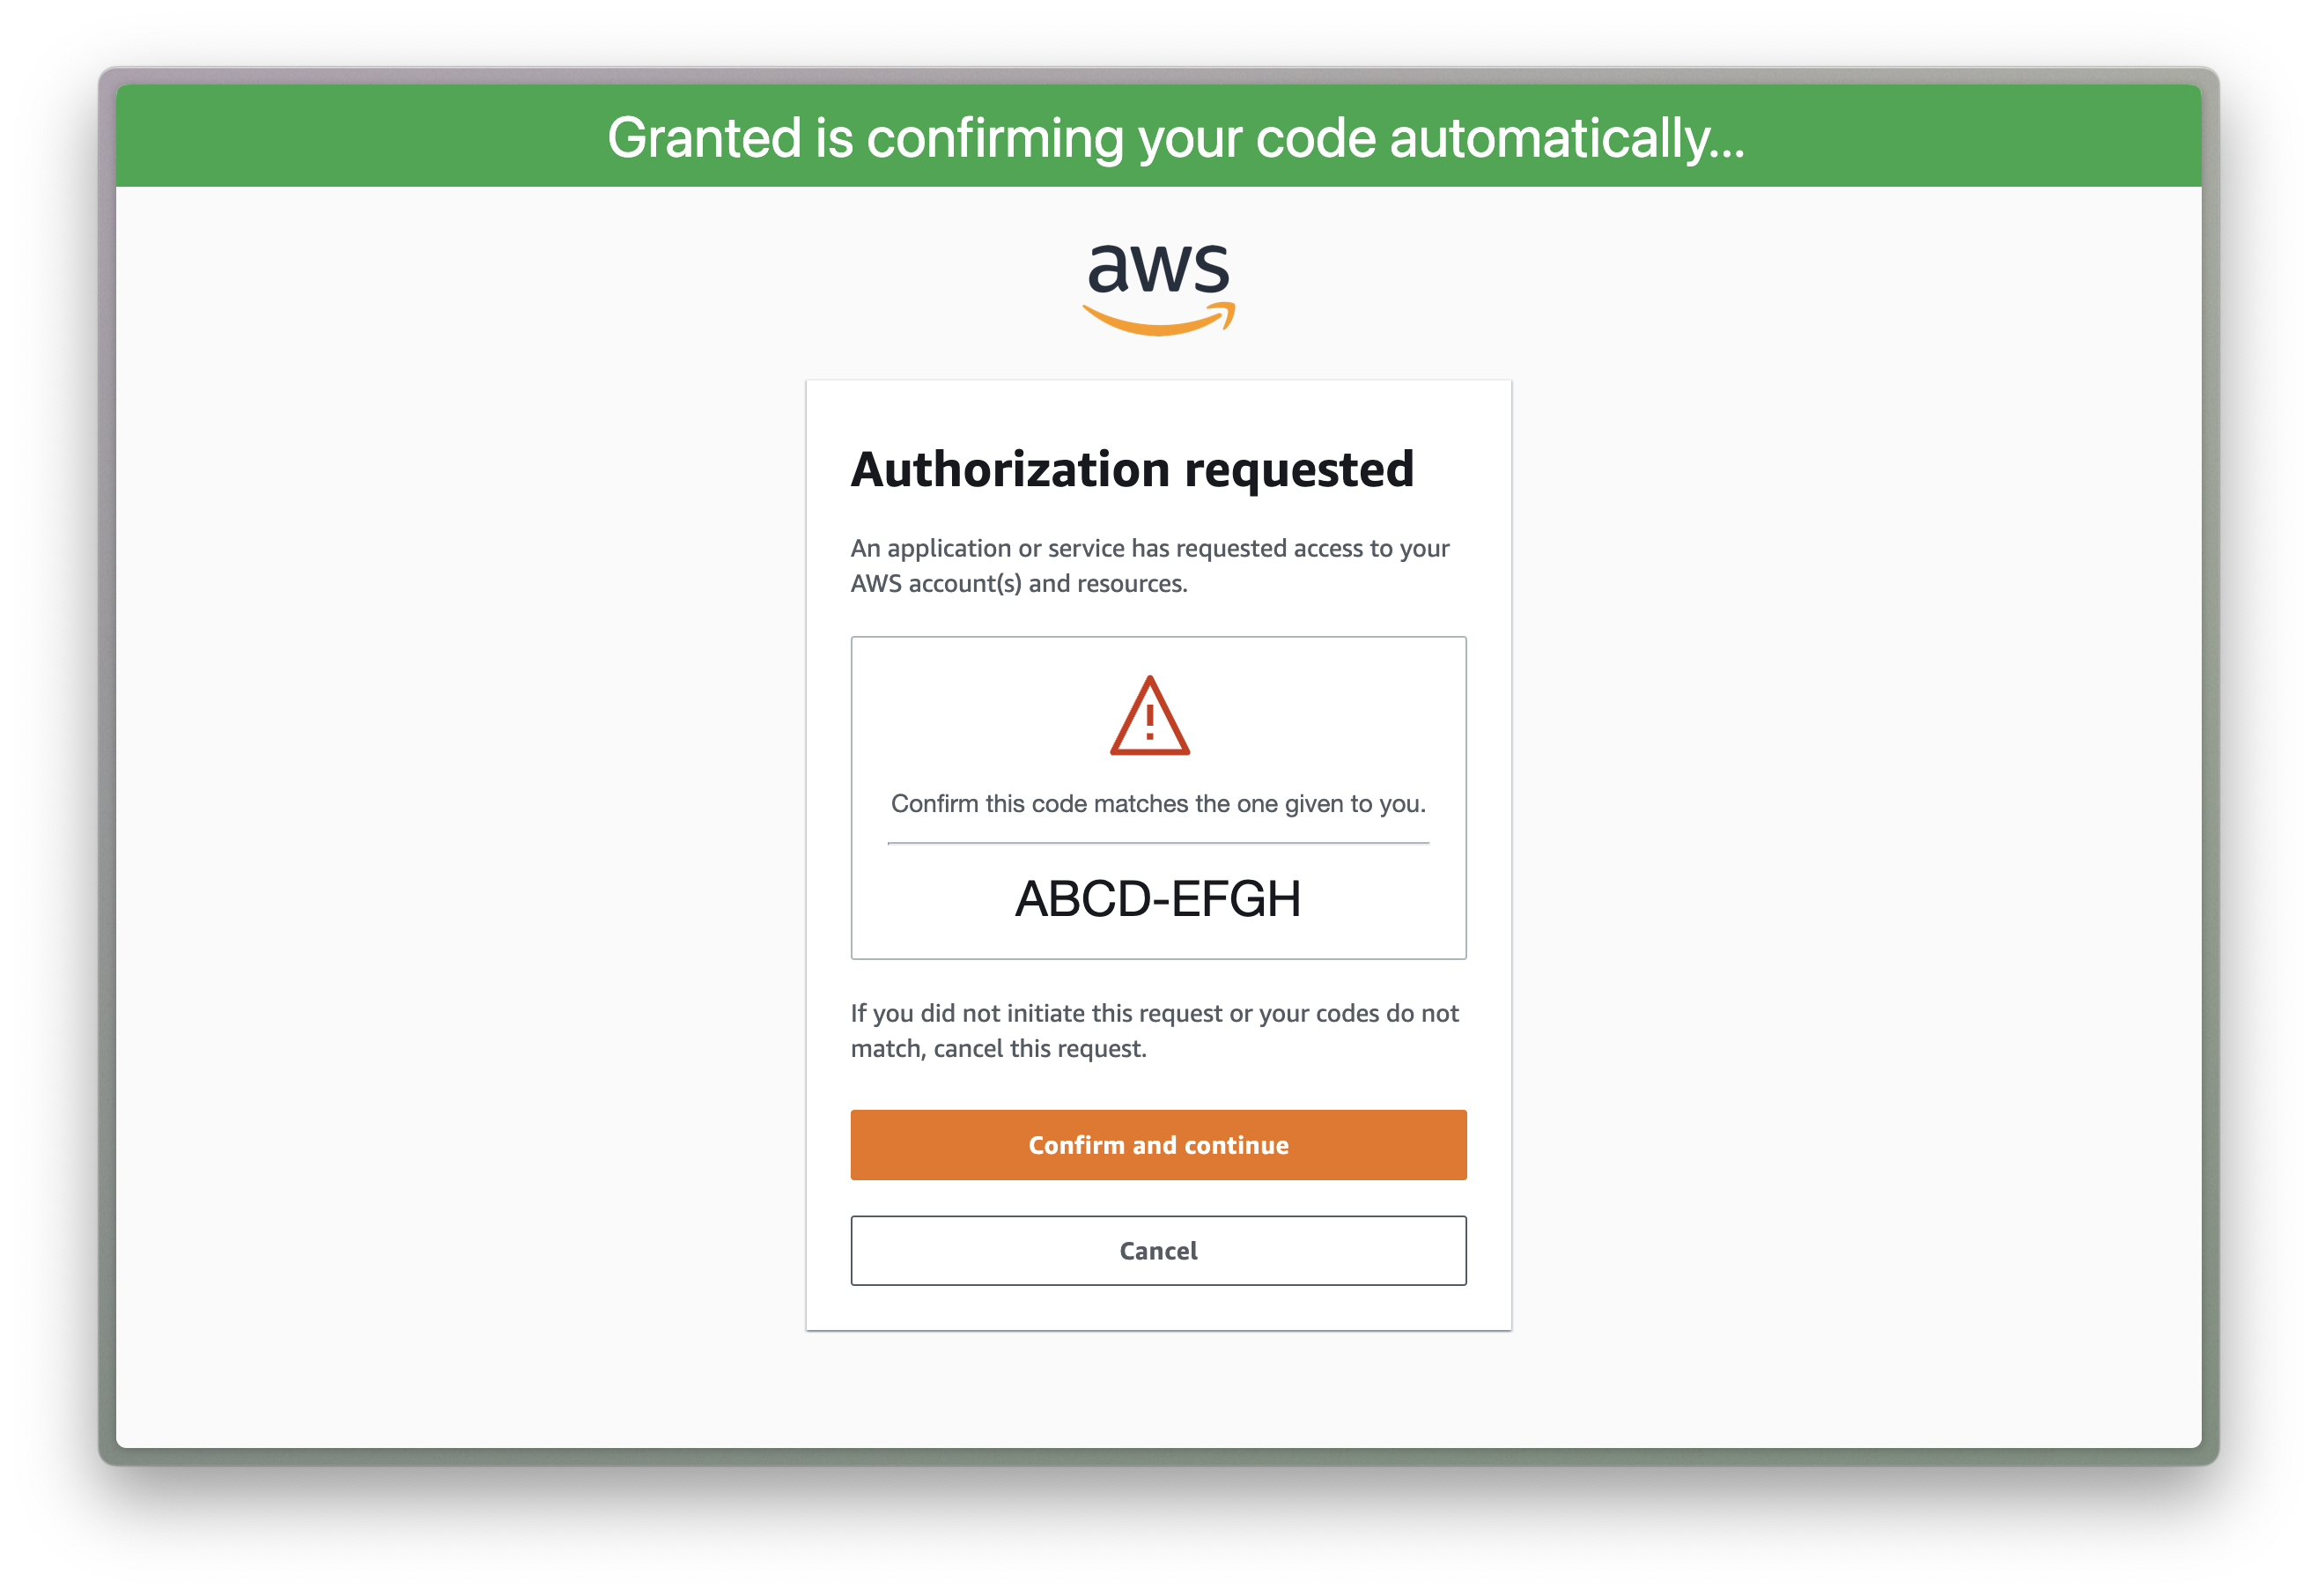 Granted is confirming your code automatically...
aws
Authorization requested
An application or service has requested access to your
AWS account(s) and resources.
Confirm this code matches the one given to you.
ABCD-EFGH
If you did not initiate this request or your codes do not
match, cancel this request.
Confirm and continue
Cancel